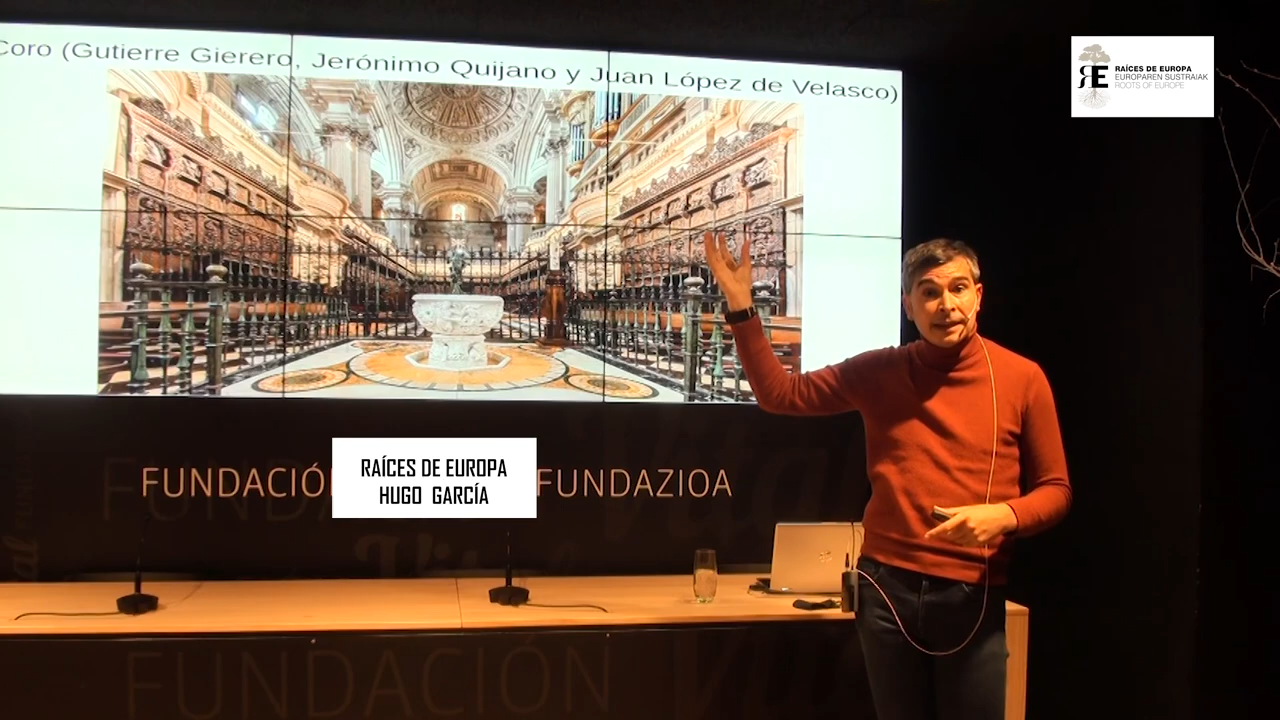 Coro (Gutierre Gierero, Jerónimo Quijano y Juan López de Velasco)
RAÍCES DE EUROPA
EUROPAREN SUSTRAIAK
ROOTS OF EUROPE
FUNDACIÓN
RAÍCES DE EUROPA
HUGO GARCÍA
FUNDAZIOA
FUNDACIÓN